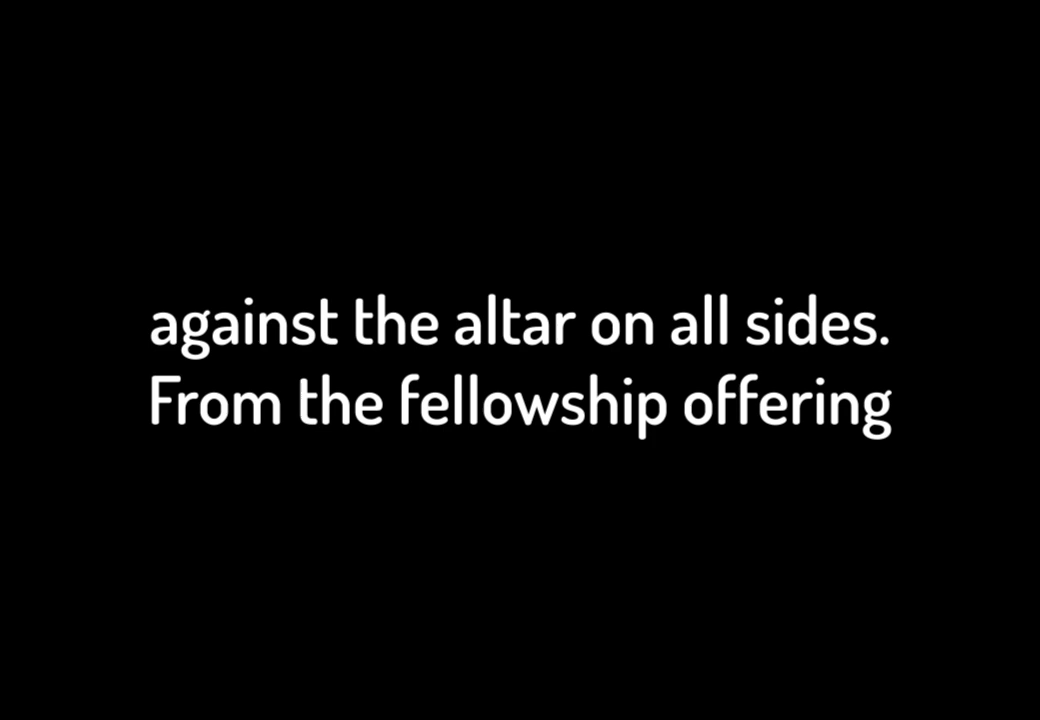 against the altar on all sides.
From the fellowship offering